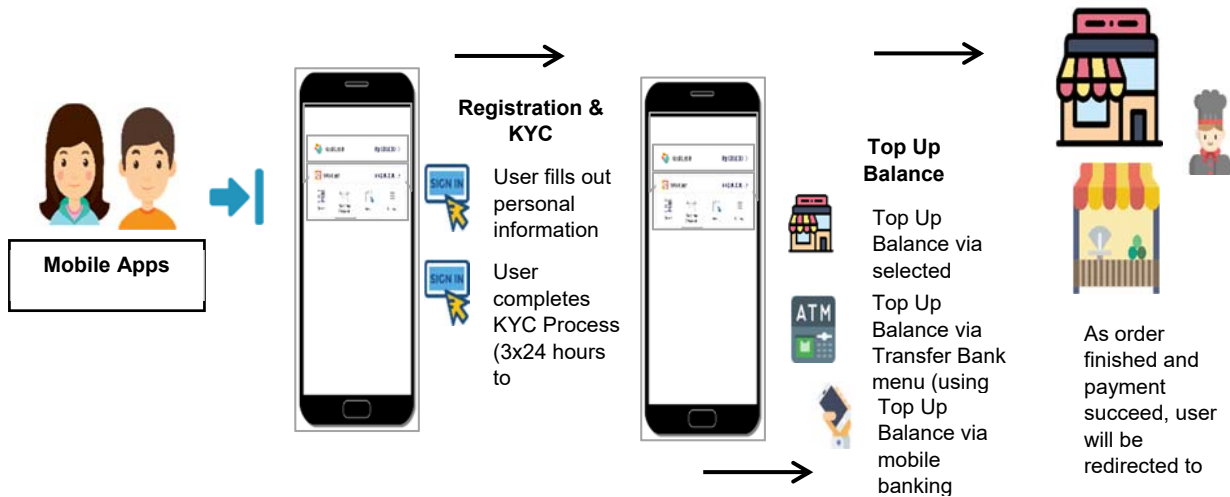 Mobile Apps
Registration &
KYC
SIGN IN
User fills out
personal
information
SIGN IN
User
completes
KYC Process
(3x24 hours
to
Top Up
Balance
Top Up
Balance via
selected
ATM
Top Up
Balance via
Transfer Bank
menu (using
Top Up
Balance via
mobile
banking
As order
finished and
payment
succeed, user
will be
redirected to